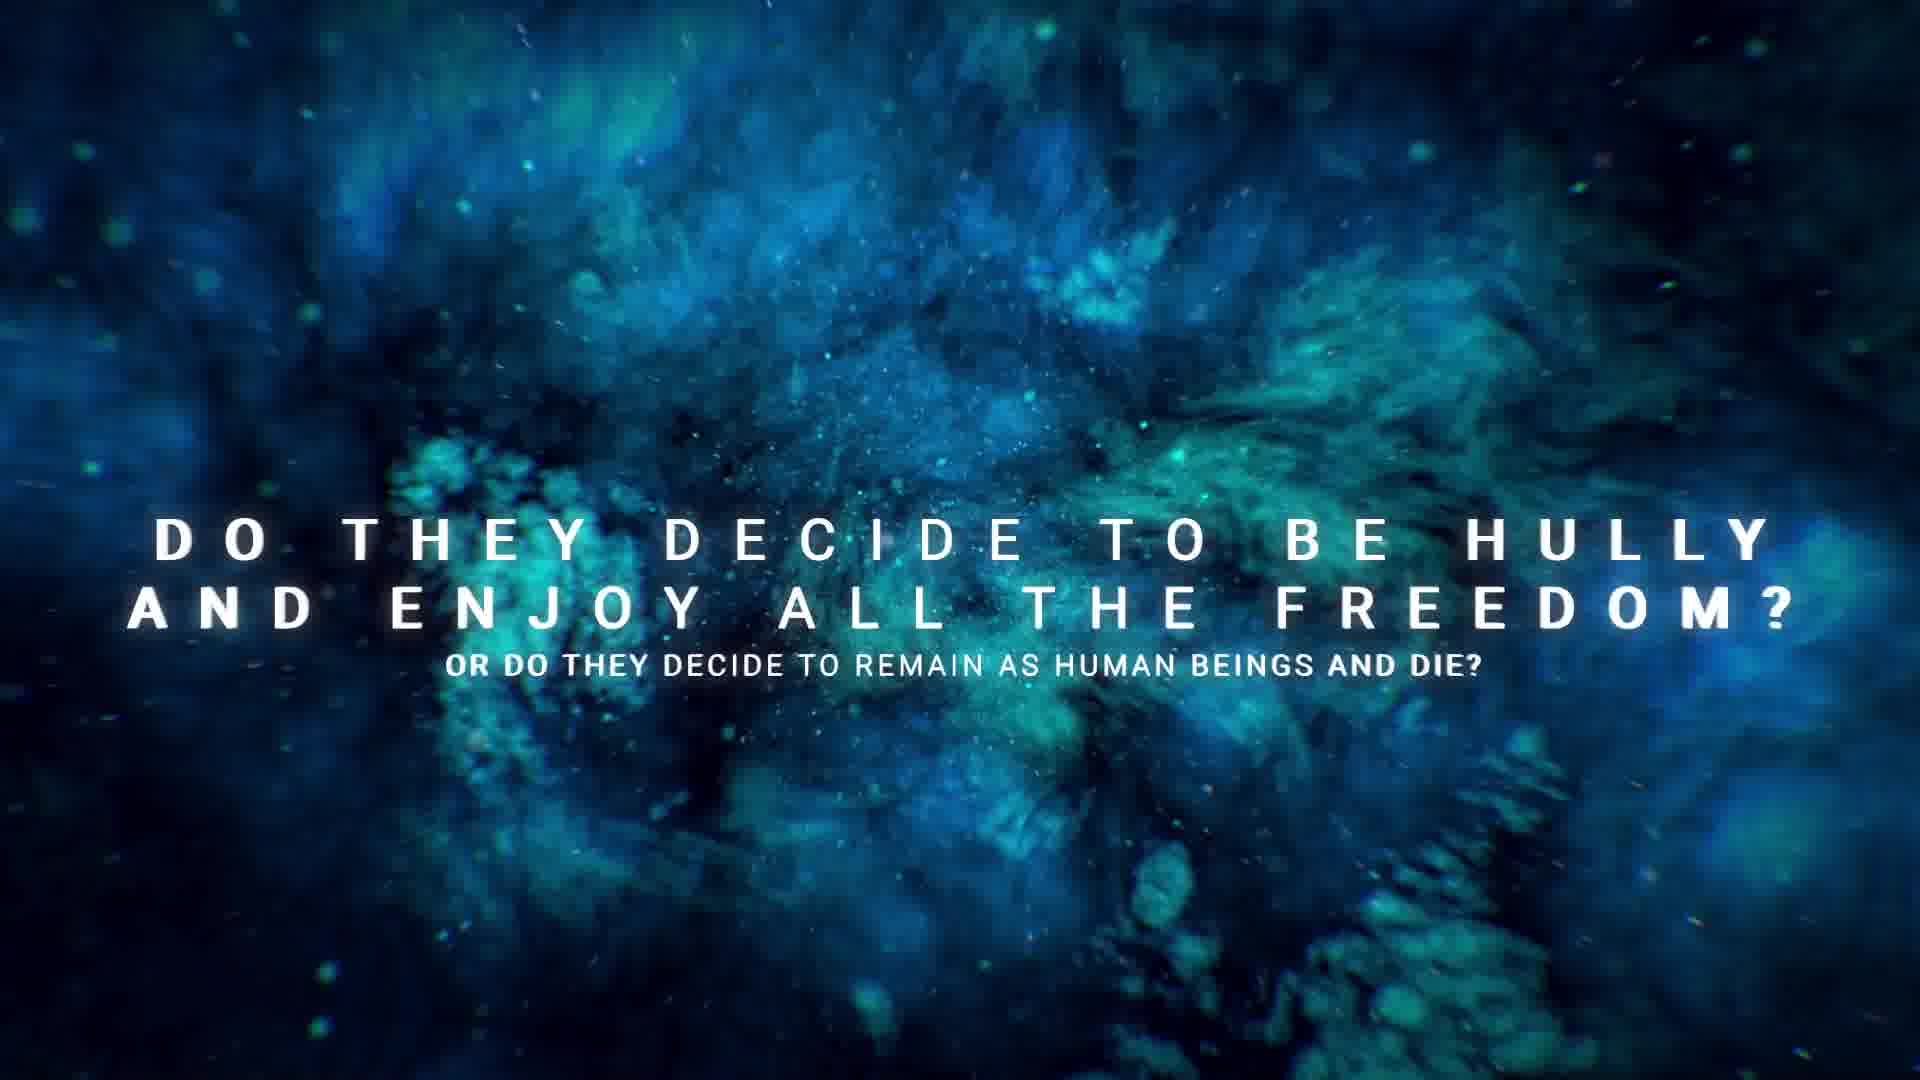 DO THEY DECIDE TO BE HULLY
AND ENJOY ALL THE FREEDOM?
OR DO THEY DECIDE TO REMAIN AS HUMAN BEINGS AND DIE?